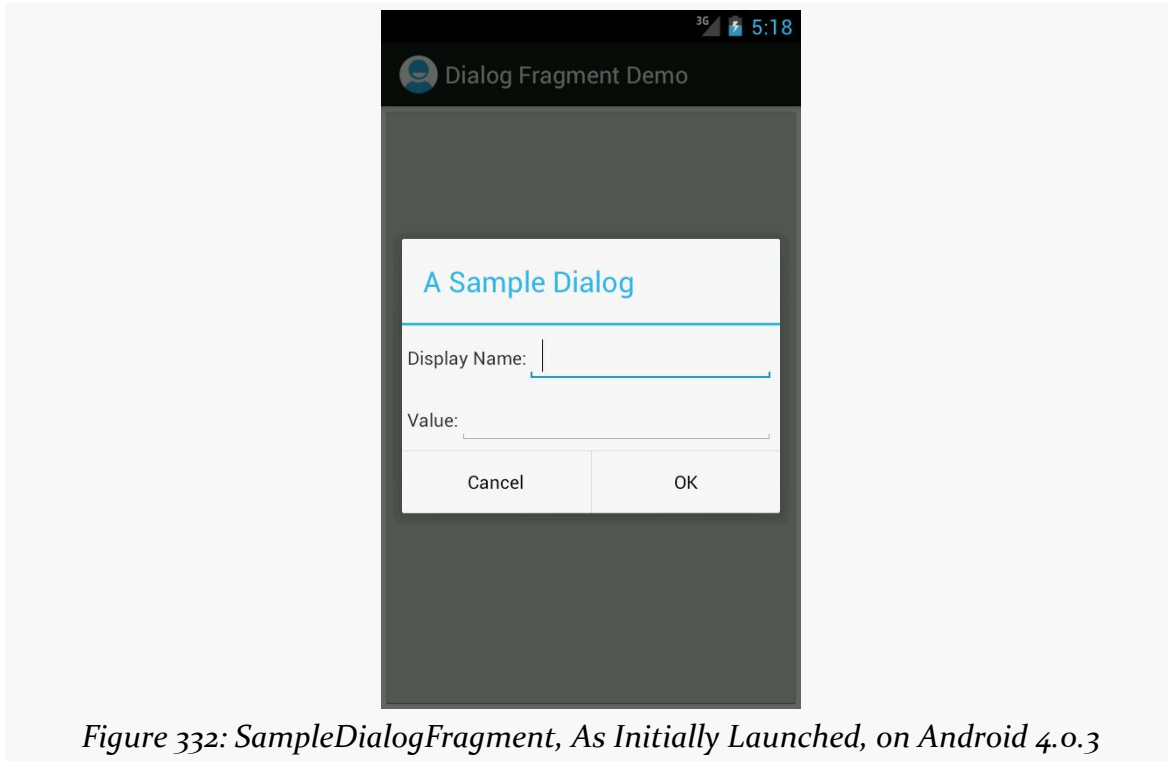 3G 5:18
Dialog Fragment Demo
A Sample Dialog
Display Name:
Value:
Cancel OK
Figure 332: SampleDialogFragment, As Initially Launched, on Android 4.0.3